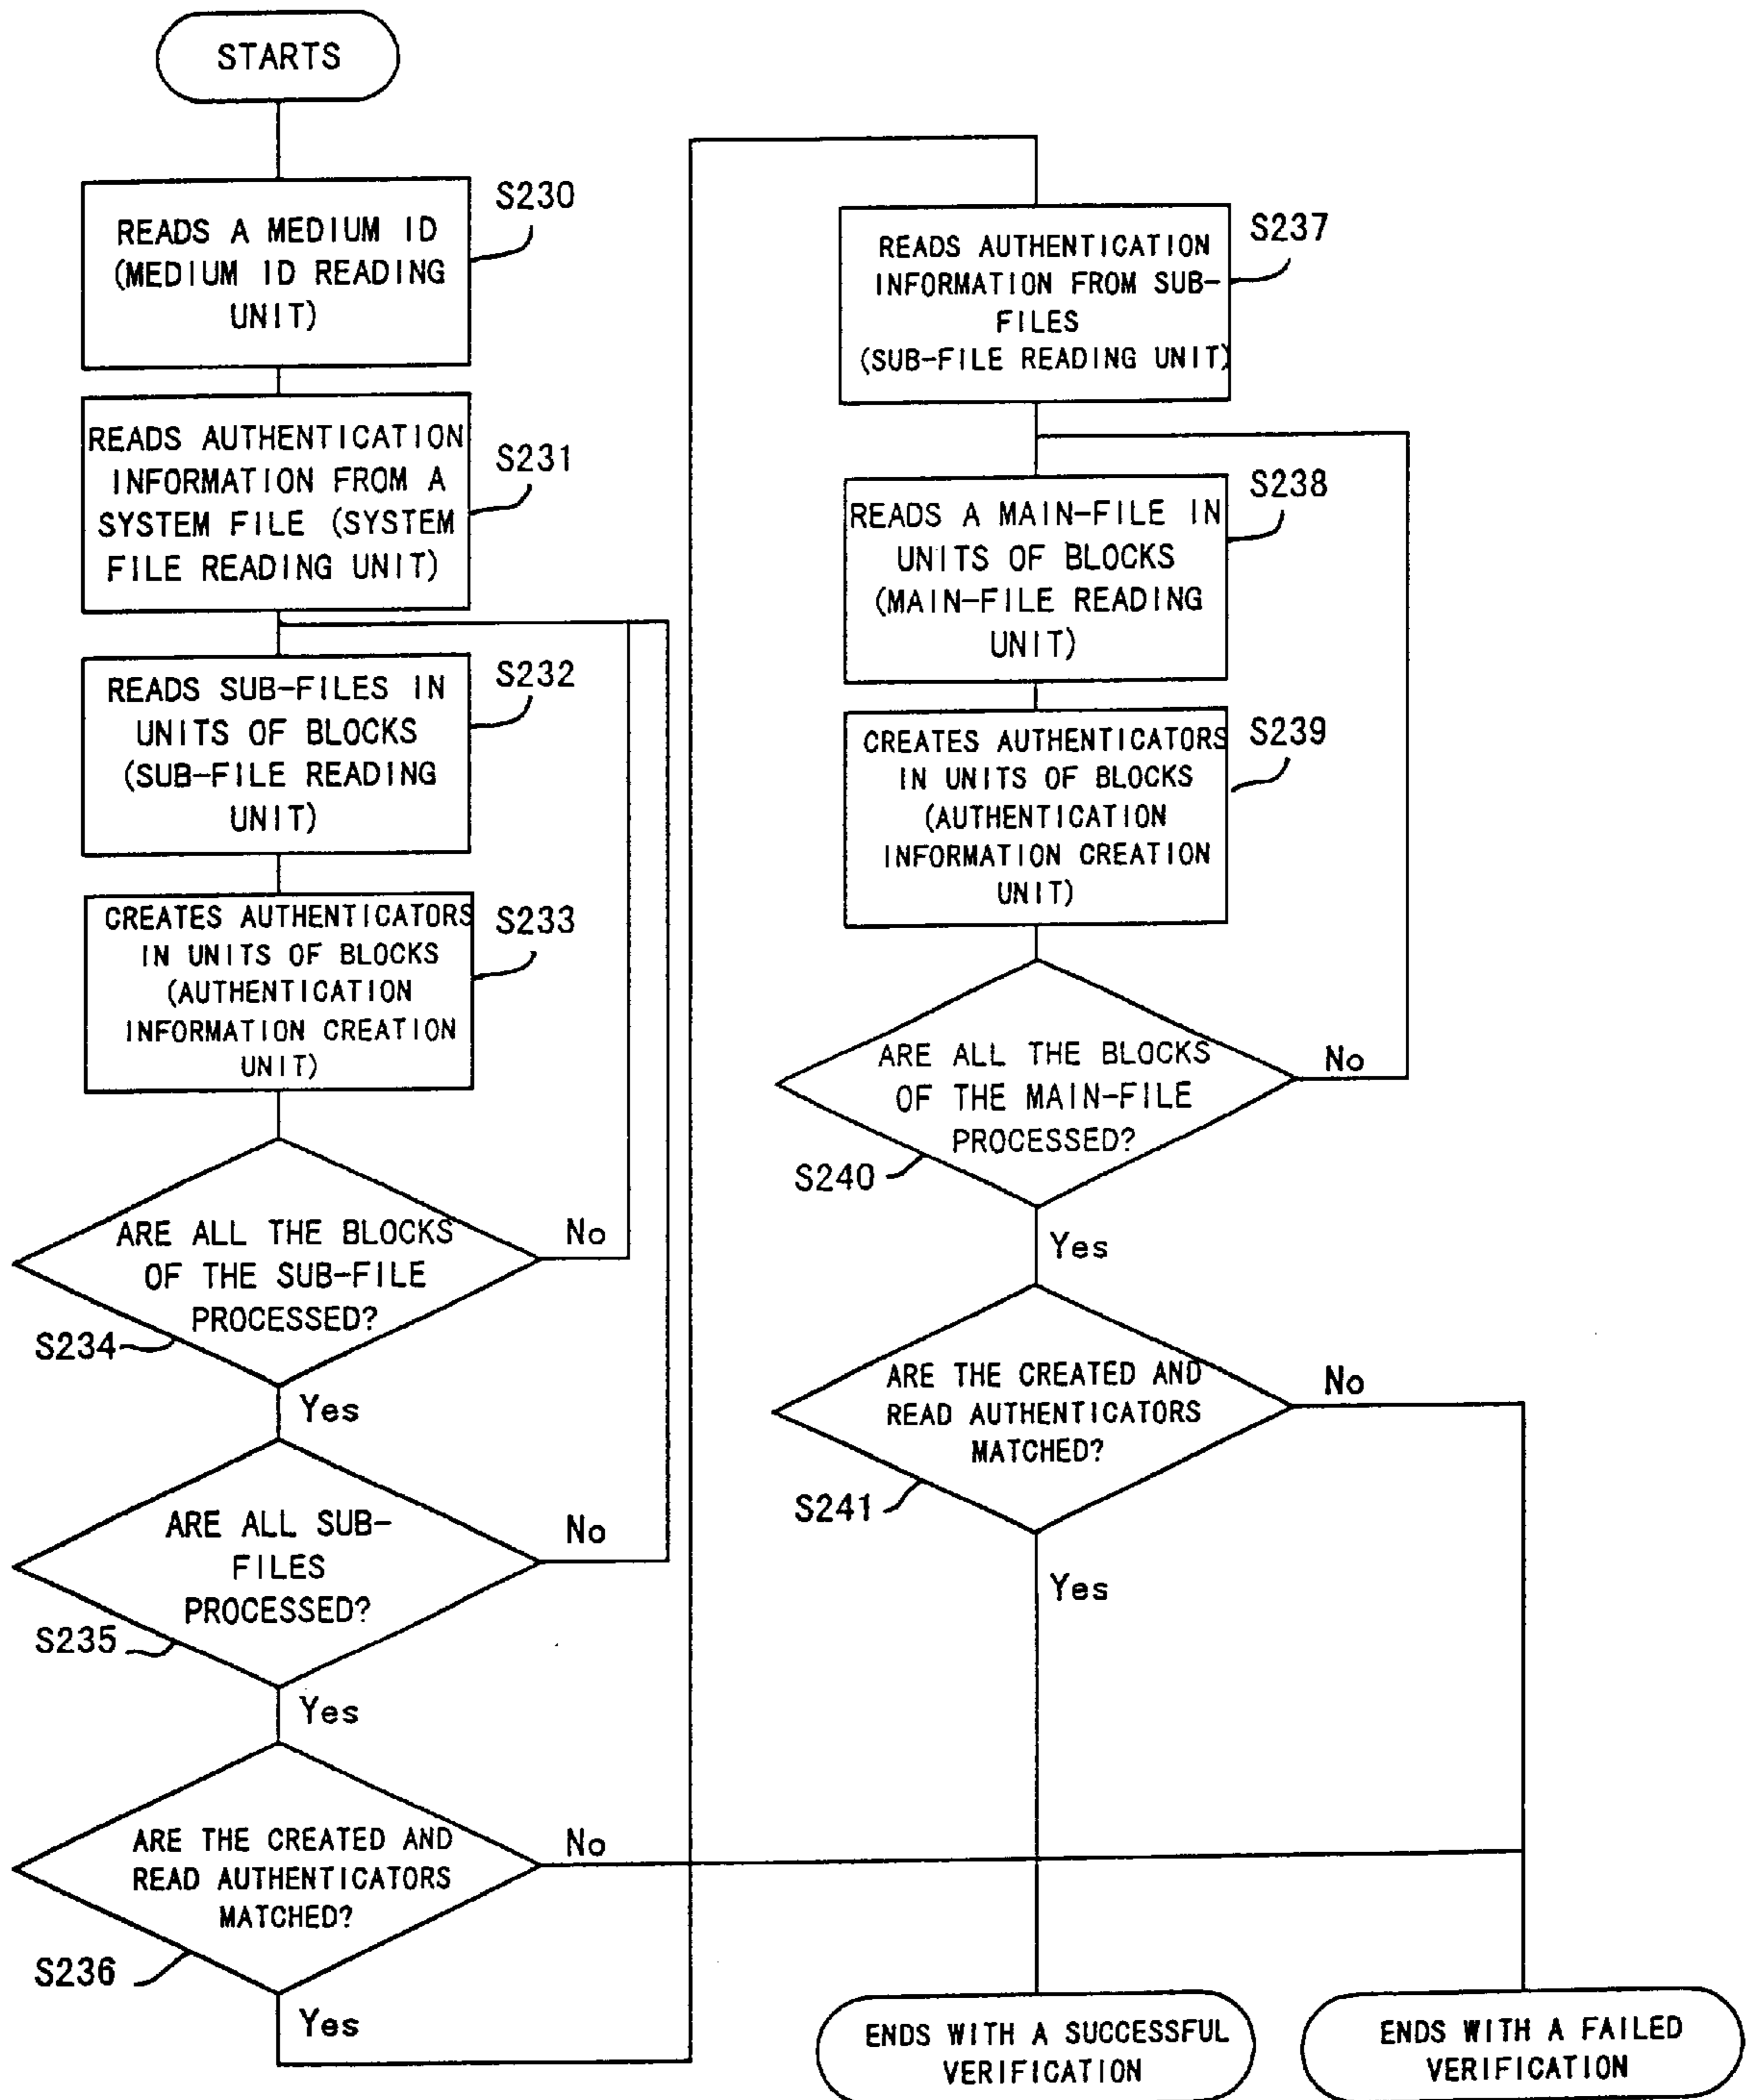 STARTS
READS A MEDIUM ID
(MEDIUM ID READING
UNIT)
S230
READS AUTHENTICATION
INFORMATION FROM A
SYSTEM FILE (SYSTEM
FILE READING UNIT)
S231
READS SUB-FILES IN
UNITS OF BLOCKS
(SUB-FILE READING
UNIT)
S232
CREATES AUTHENTICATORS
IN UNITS OF BLOCKS
(AUTHENTICATION
INFORMATION CREATION
UNIT)
S233
ARE ALL THE BLOCKS
OF THE SUB-FILE
PROCESSED?
No
S234
Yes
ARE ALL SUB-
FILES
PROCESSED?
No
S235
Yes
ARE THE CREATED AND
READ AUTHENTICATORS
MATCHED?
No
S236
Yes
READS AUTHENTICATION
INFORMATION FROM SUB-
FILES
(SUB-FILE READING UNIT)
S237
READS A MAIN-FILE IN
UNITS OF BLOCKS
(MAIN-FILE READING
UNIT)
S238
CREATES AUTHENTICATORS
IN UNITS OF BLOCKS
(AUTHENTICATION
INFORMATION CREATION
UNIT)
S239
ARE ALL THE BLOCKS
OF THE MAIN-FILE
PROCESSED?
No
S240
Yes
ARE THE CREATED AND
READ AUTHENTICATORS
MATCHED?
No
S241
Yes
ENDS WITH A SUCCESSFUL
VERIFICATION
ENDS WITH A FAILED
VERIFICATION